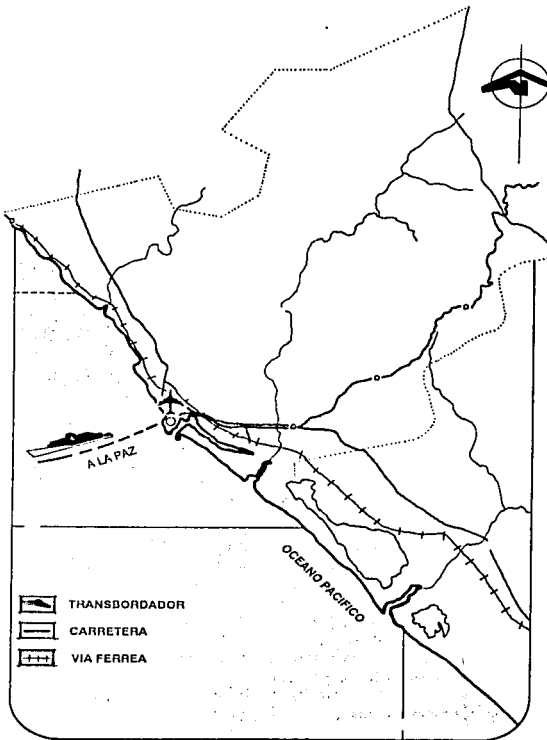 A LA PAZ
OCEANO PACIFICO
TRANSBORDADOR
CARRETERA
VIA FERREA